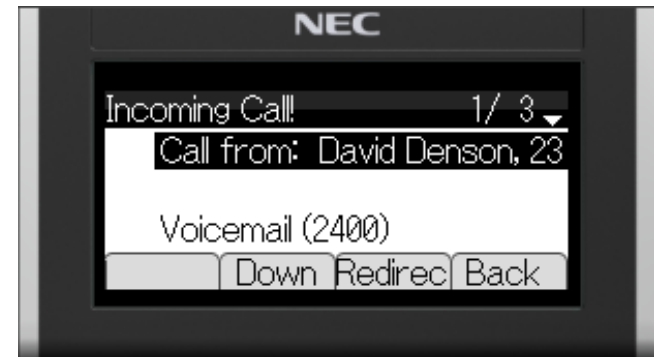 NEC
Incoming Call! 1/ 3
Call from: David Denson, 23
Voicemail (2400)
Down Redirec Back